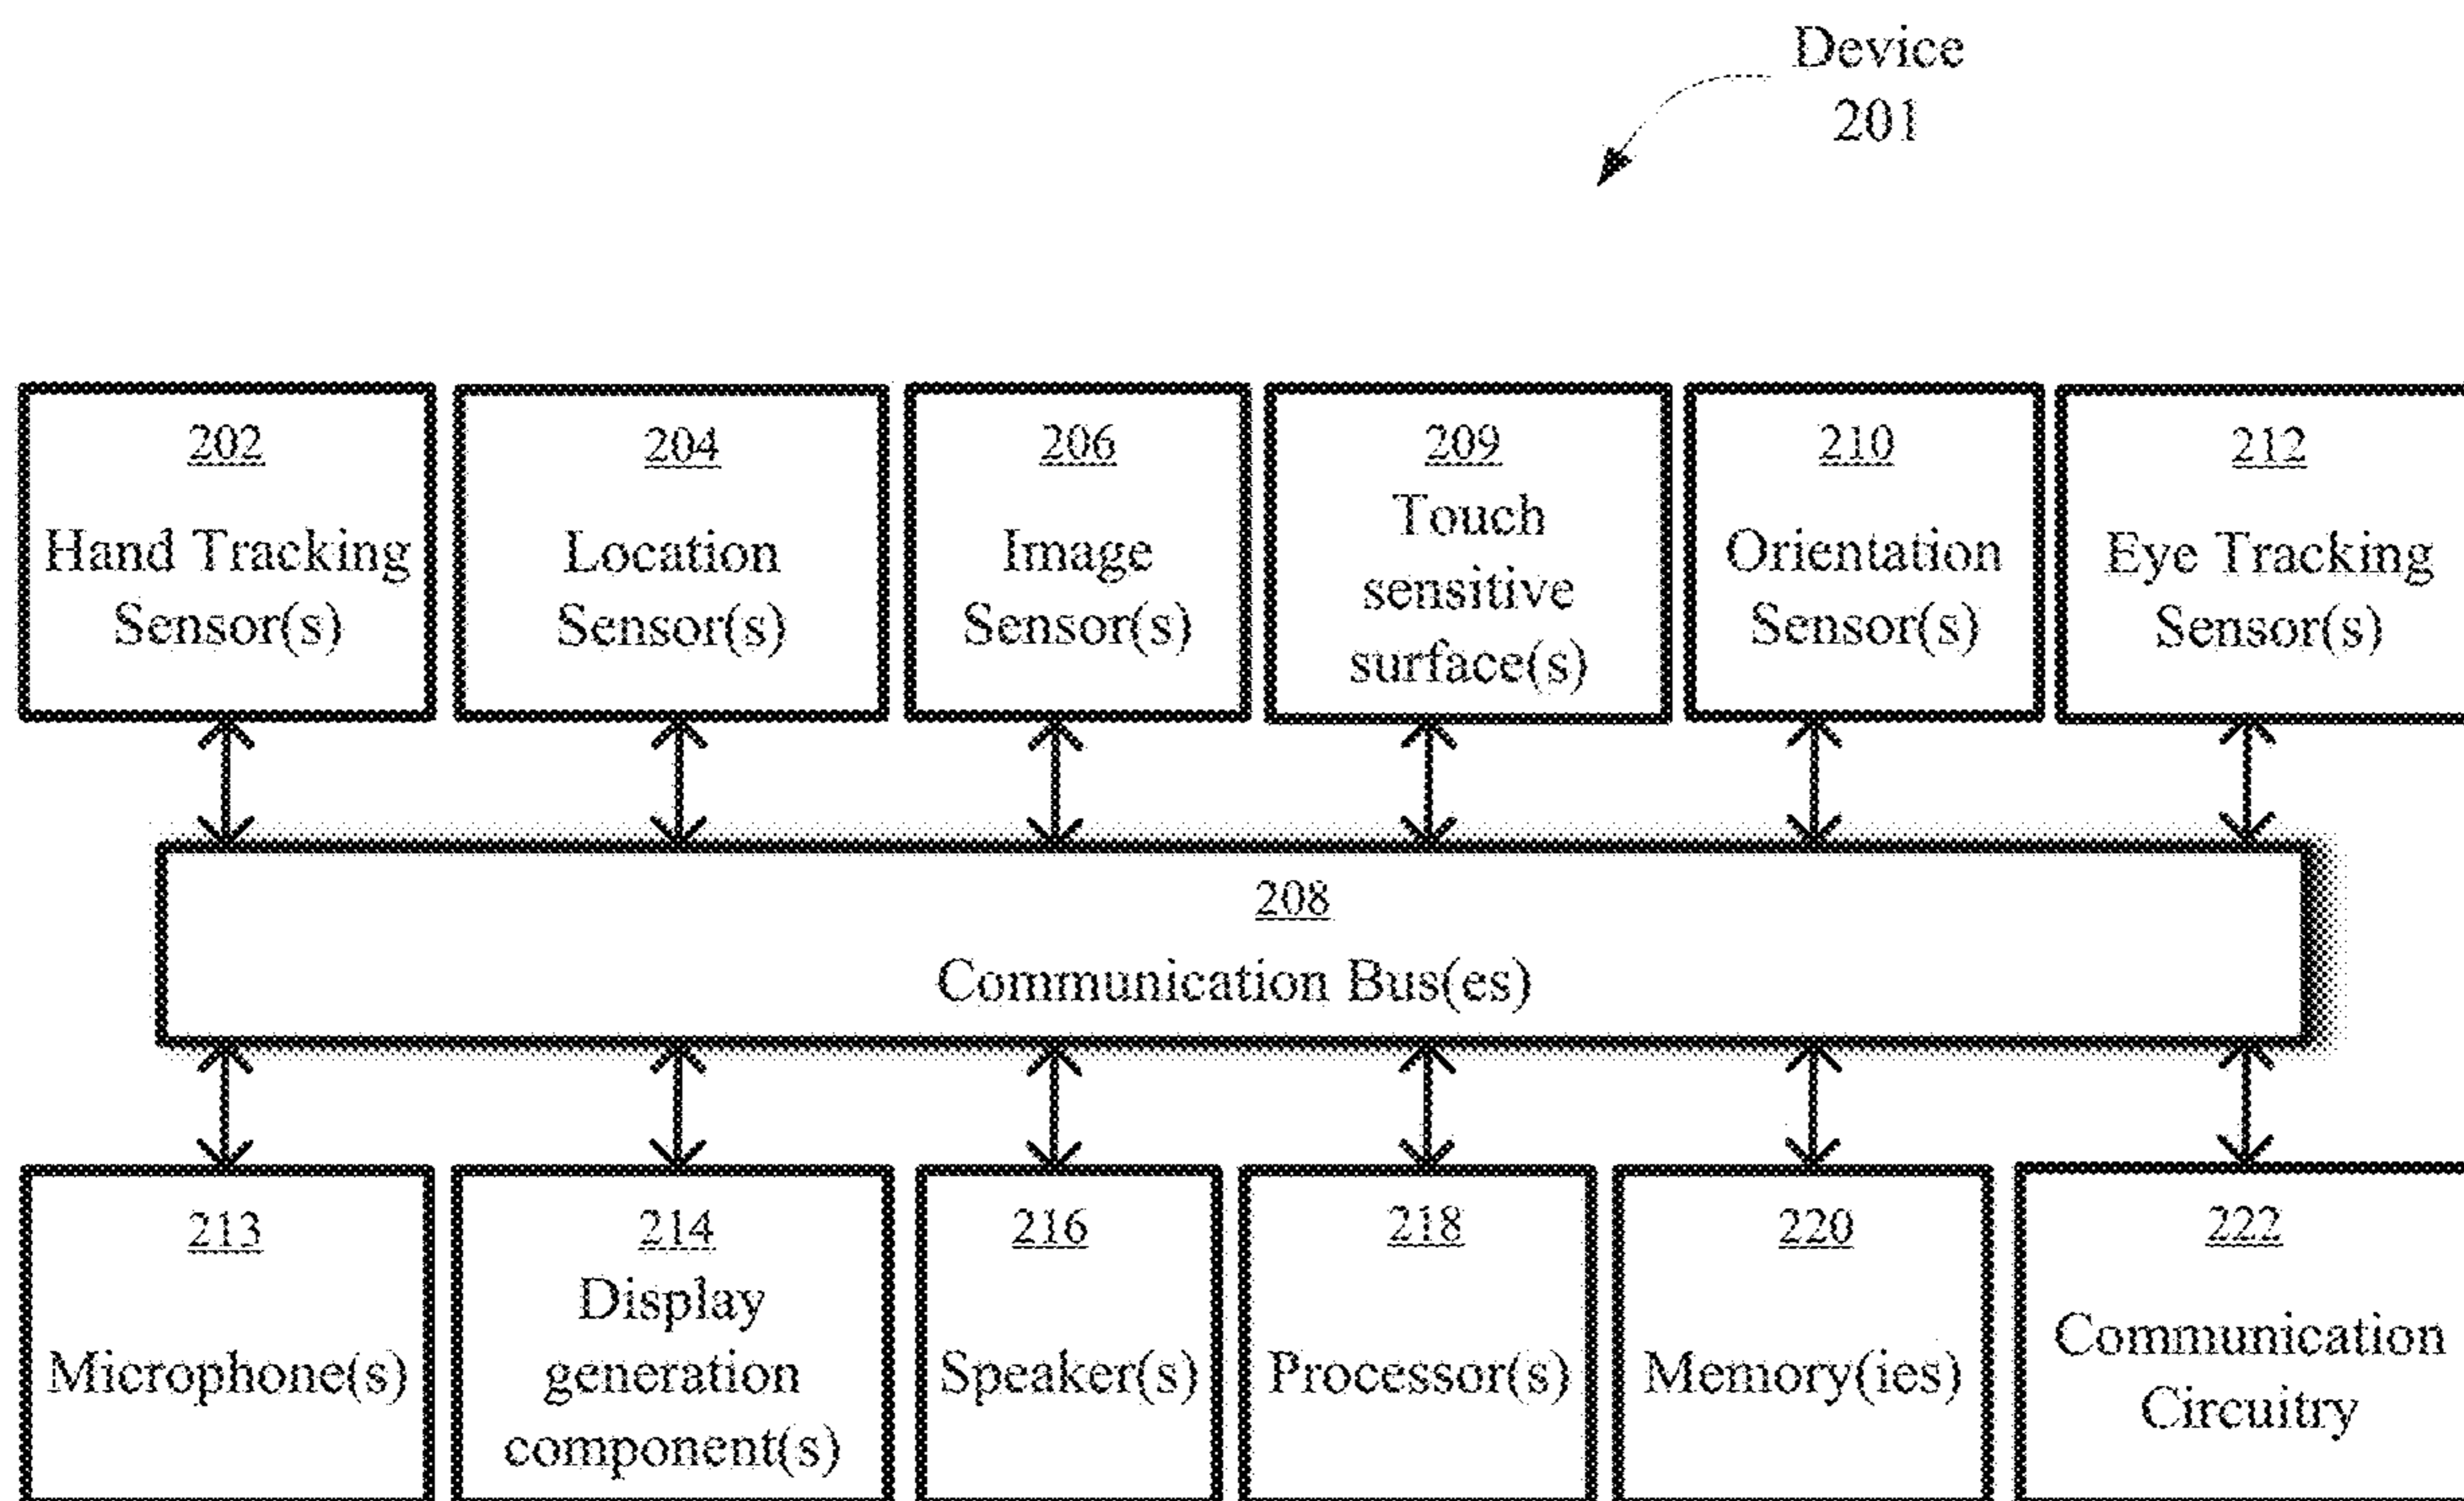 Device
201
202
Hand Tracking
Sensor(s)
204
Location
Sensor(s)
206
Image
Sensor(s)
209
Touch
sensitive
surface(s)
210
Orientation
Sensor(s)
212
Eye Tracking
Sensor(s)
208
Communication Bus(es)
213
Microphone(s)
214
Display
generation
component(s)
216
Speaker(s)
218
Processor(s)
220
Memory(ies)
222
Communication
Circuitry